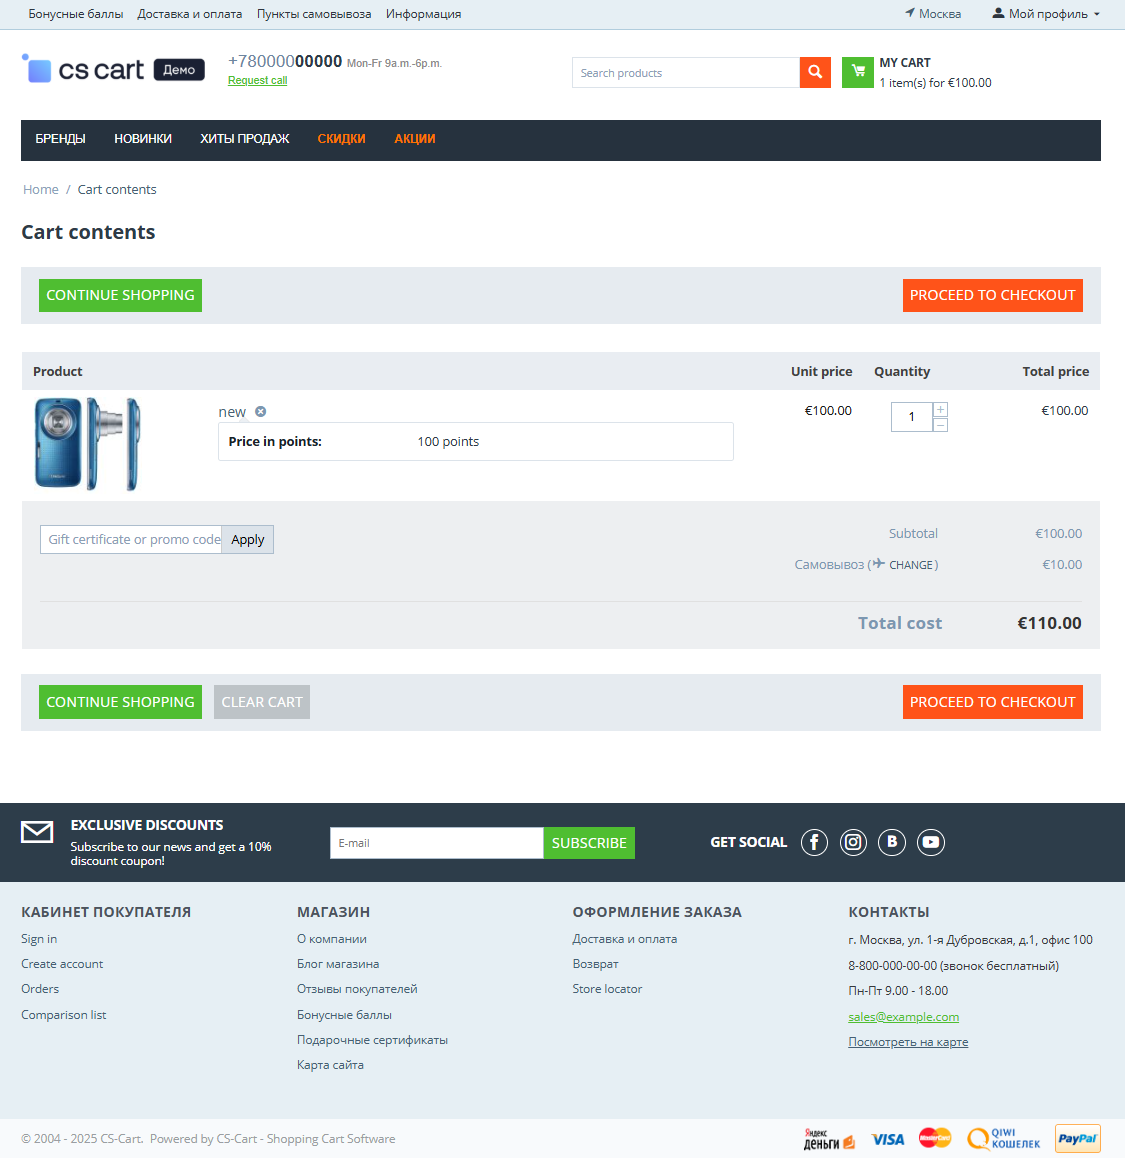 Бонусные баллы Доставка и оплата Пункты самовывоза Информация Москва Мой профиль
cs cart Демо
+78000000000 Mon-Fr 9a.m.-6p.m.
Request call
Search products
MY CART
1 item(s) for €100.00
БРЕНДЫ НОВИНКИ ХИТЫ ПРОДАЖ СКИДКИ АКЦИИ
Home / Cart contents
Cart contents
CONTINUE SHOPPING PROCEED TO CHECKOUT
Product Unit price Quantity Total price
new €100.00 1 €100.00
Price in points: 100 points
Gift certificate or promo code Apply
Subtotal €100.00
Самовывоз ( CHANGE ) €10.00
Total cost €110.00
CONTINUE SHOPPING CLEAR CART PROCEED TO CHECKOUT
EXCLUSIVE DISCOUNTS
Subscribe to our news and get a 10%
discount coupon!
E-mail SUBSCRIBE
GET SOCIAL
КАБИНЕТ ПОКУПАТЕЛЯ
Sign in
Create account
Orders
Comparison list
МАГАЗИН
О компании
Блог магазина
Отзывы покупателей
Бонусные баллы
Подарочные сертификаты
Карта сайта
ОФОРМЛЕНИЕ ЗАКАЗА
Доставка и оплата
Возврат
Store locator
КОНТАКТЫ
г. Москва, ул. 1-я Дубровская, д.1, офис 100
8-800-000-00-00 (звонок бесплатный)
Пн-Пт 9.00 - 18.00
sales@example.com
Посмотреть на карте
© 2004 - 2025 CS-Cart. Powered by CS-Cart - Shopping Cart Software
Яндекс
деньги VISA MasterCard QIWI
КОШЕЛЕК PayPal